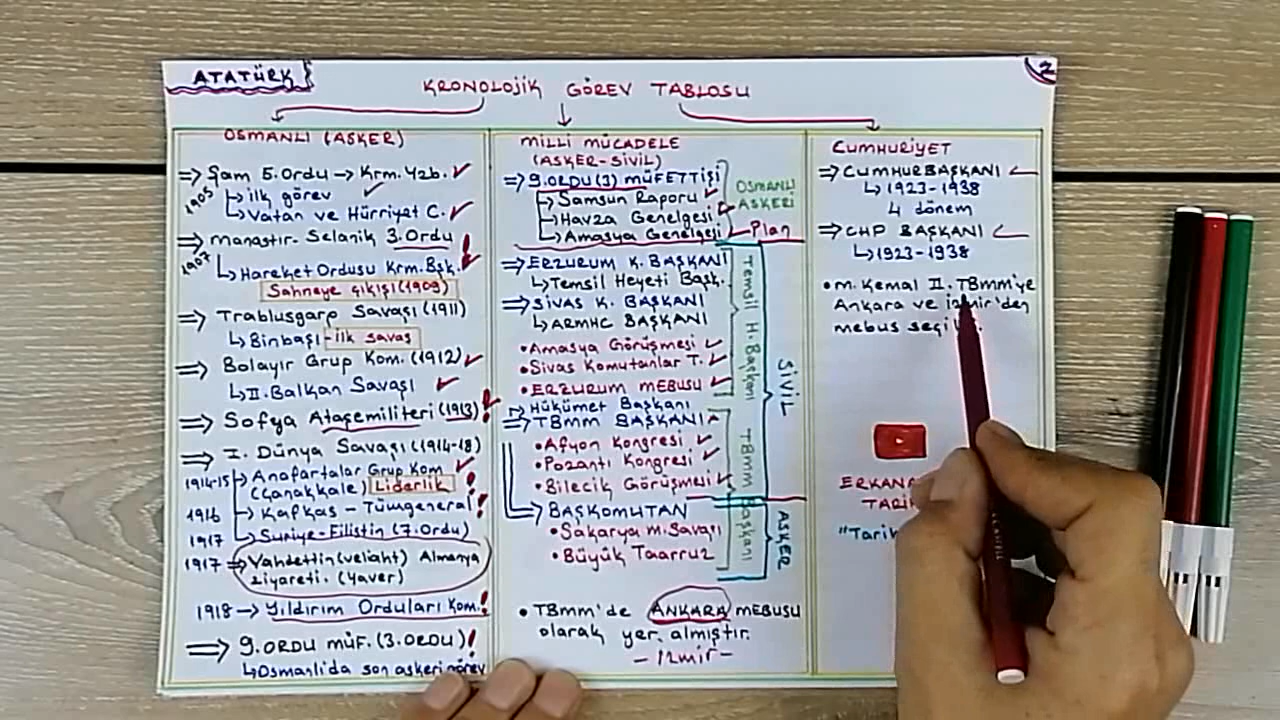 ATATÜRK
2
KRONOLOJİK GÖREV TABLOSU
OSMANLI (ASKER)
⇒ Şam 5.Ordu → Krm. Yzb. ✓
1905
↳ ilk görev ✓
↳ Vatan ve Hürriyet C. ✓
⇒ Manastır-Selanik 3.Ordu !
1907
↳ Hareket Ordusu Krm.Bşk.
Sahneye çıkışı (1909)
⇒ Trablusgarp Savaşı (1911)
↳ Binbaşı - ilk savaş
⇒ Bolayır Grup Kom. (1912) ✓
↳ II. Balkan Savaşı ✓
⇒ Sofya Ataşemiliteri (1913) !
⇒ I. Dünya Savaşı (1914-18)
1914-15 → Anafartalar Grup Kom ✓
(Çanakkale) Liderlik !
1916 → Kafkas - Tümgeneral !
1917 → Suriye-Filistin (7.Ordu)
1917 ⇒ Vahdettin (veliaht) Almanya
ziyareti. (Yaver)
1918 → Yıldırım Orduları Kom. !
⇒ 9.ORDU MÜF. (3.ORDU) !
↳ Osmanlı'da son askeri görev
MİLLİ MÜCADELE
(ASKER-SİVİL)
⇒ 9.ORDU (3) MÜFETTİŞİ
→ Samsun Raporu ✓
→ Havza Genelgesi ✓
→ Amasya Genelgesi
OSMANLI
ASKERİ
Plan
⇒ ERZURUM K. BAŞKANI
↳ Temsil Heyeti Başk.
⇒ SİVAS K. BAŞKANI
↳ ARMHC BAŞKANI
• Amasya Görüşmesi ✓
• Sivas Komutanlar T. ✓
• ERZURUM MEBUSU ✓
→ Hükümet Başkanı
⇒ TBMM BAŞKANI
• Afyon Kongresi ✓
• Pozantı Kongresi ✓
• Bilecik Görüşmesi ✓
⇒ BAŞKOMUTAN
• Sakarya M. Savaşı
• Büyük Taarruz
Temsil H. Başkanı
TBMM Başkanı
SİVİL
ASKER
• TBMM'de ANKARA MEBUSU
olarak yer almıştır.
- İzmir -
CUMHURİYET
⇒ CUMHURBAŞKANI
↳ 1923-1938
4 dönem
⇒ CHP BAŞKANI
↳ 1923-1938
• M. Kemal II. TBMM'ye
Ankara ve İzmir'den
mebus